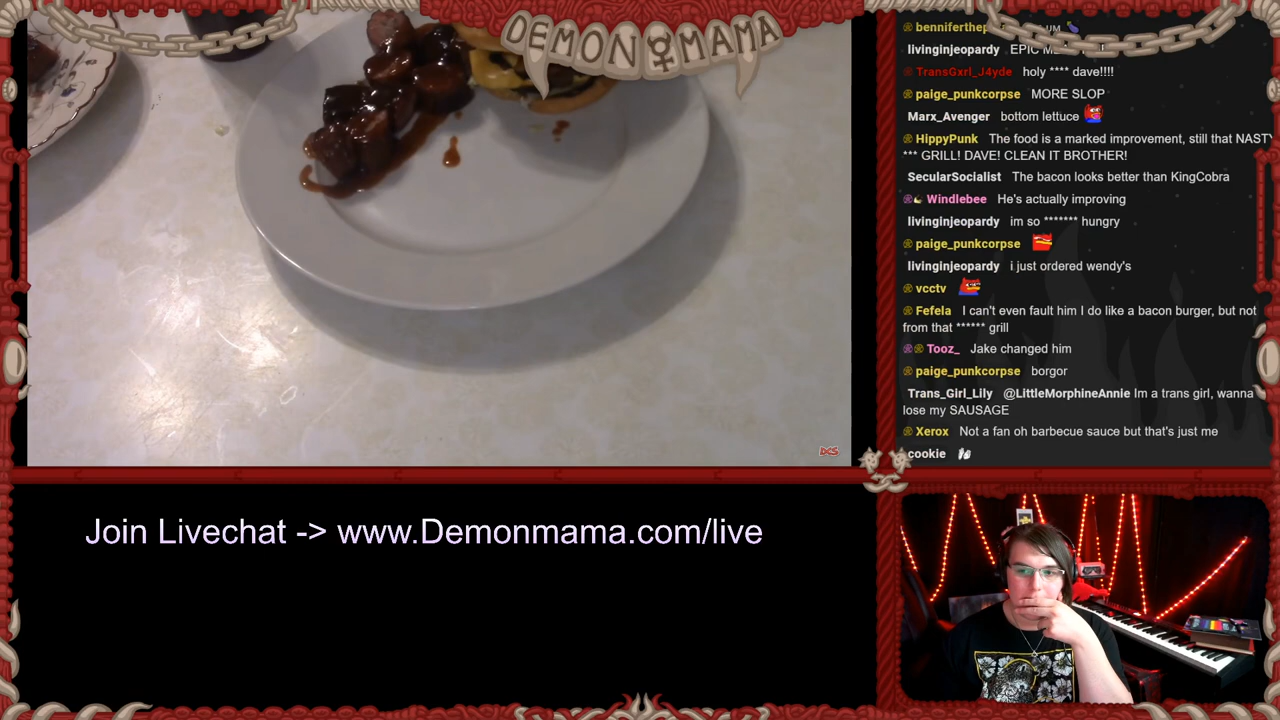 DEMON MAMA
benniferthep
livinginjeopardy EPIC
TransGxrl_J4yde holy **** dave!!!!
paige_punkcorpse MORE SLOP
Marx_Avenger bottom lettuce
HippyPunk The food is a marked improvement, still that NASTY
*** GRILL! DAVE! CLEAN IT BROTHER!
SecularSocialist The bacon looks better than KingCobra
Windlebee He's actually improving
livinginjeopardy im so ******* hungry
paige_punkcorpse
livinginjeopardy i just ordered wendy's
vcctv
Fefela I can't even fault him I do like a bacon burger, but not
from that ****** grill
Tooz_ Jake changed him
paige_punkcorpse borgor
Trans_Girl_Lily @LittleMorphineAnnie Im a trans girl, wanna
lose my SAUSAGE
Xerox Not a fan oh barbecue sauce but that's just me
cookie
DCS
Join Livechat -> www.Demonmama.com/live